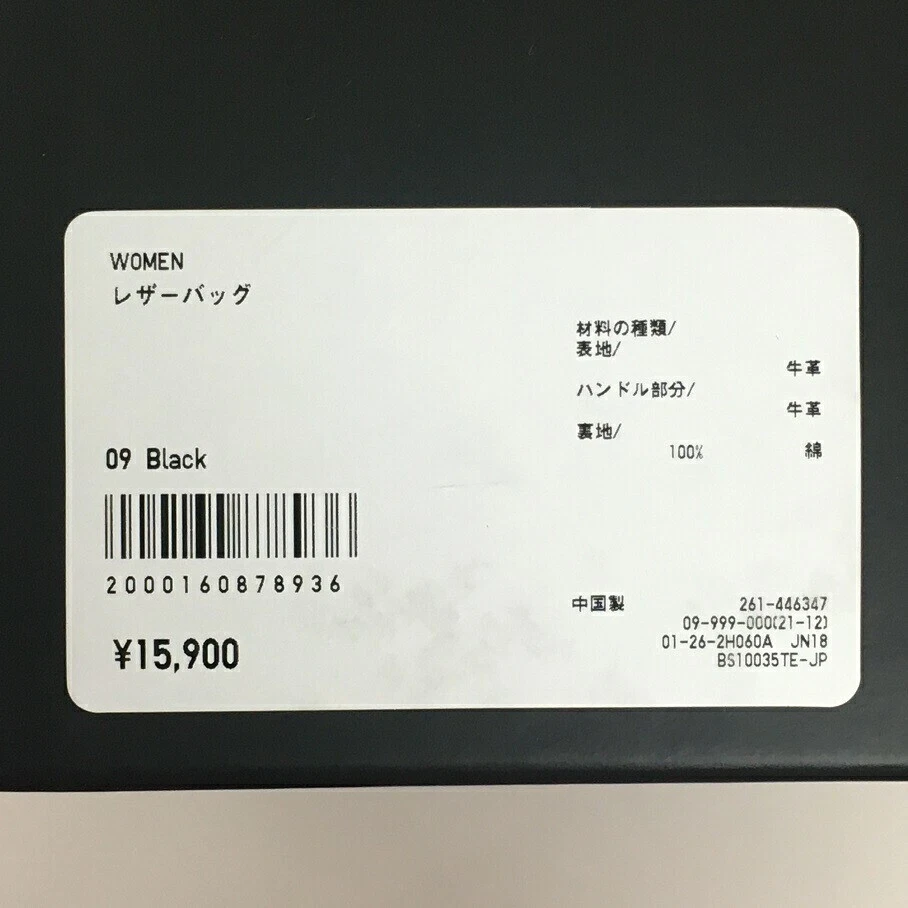 WOMEN
レザーバッグ
材料の種類/
表地/
牛革
ハンドル部分/
牛革
裏地/
100% 綿
09 Black
2000160878936
¥15,900
中国製 261-446347
09-999-000(21-12)
01-26-2H060A JN18
BS10035TE-JP